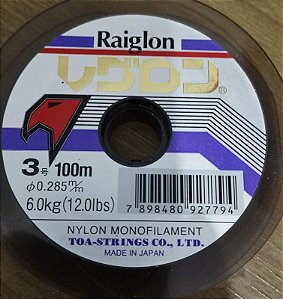 Raiglon
レグロン®
3号 100m
φ0.285m/m
6.0kg(12.0lbs)
7 898480 927794
NYLON MONOFILAMENT
TOA-STRINGS CO., LTD.
MADE IN JAPAN